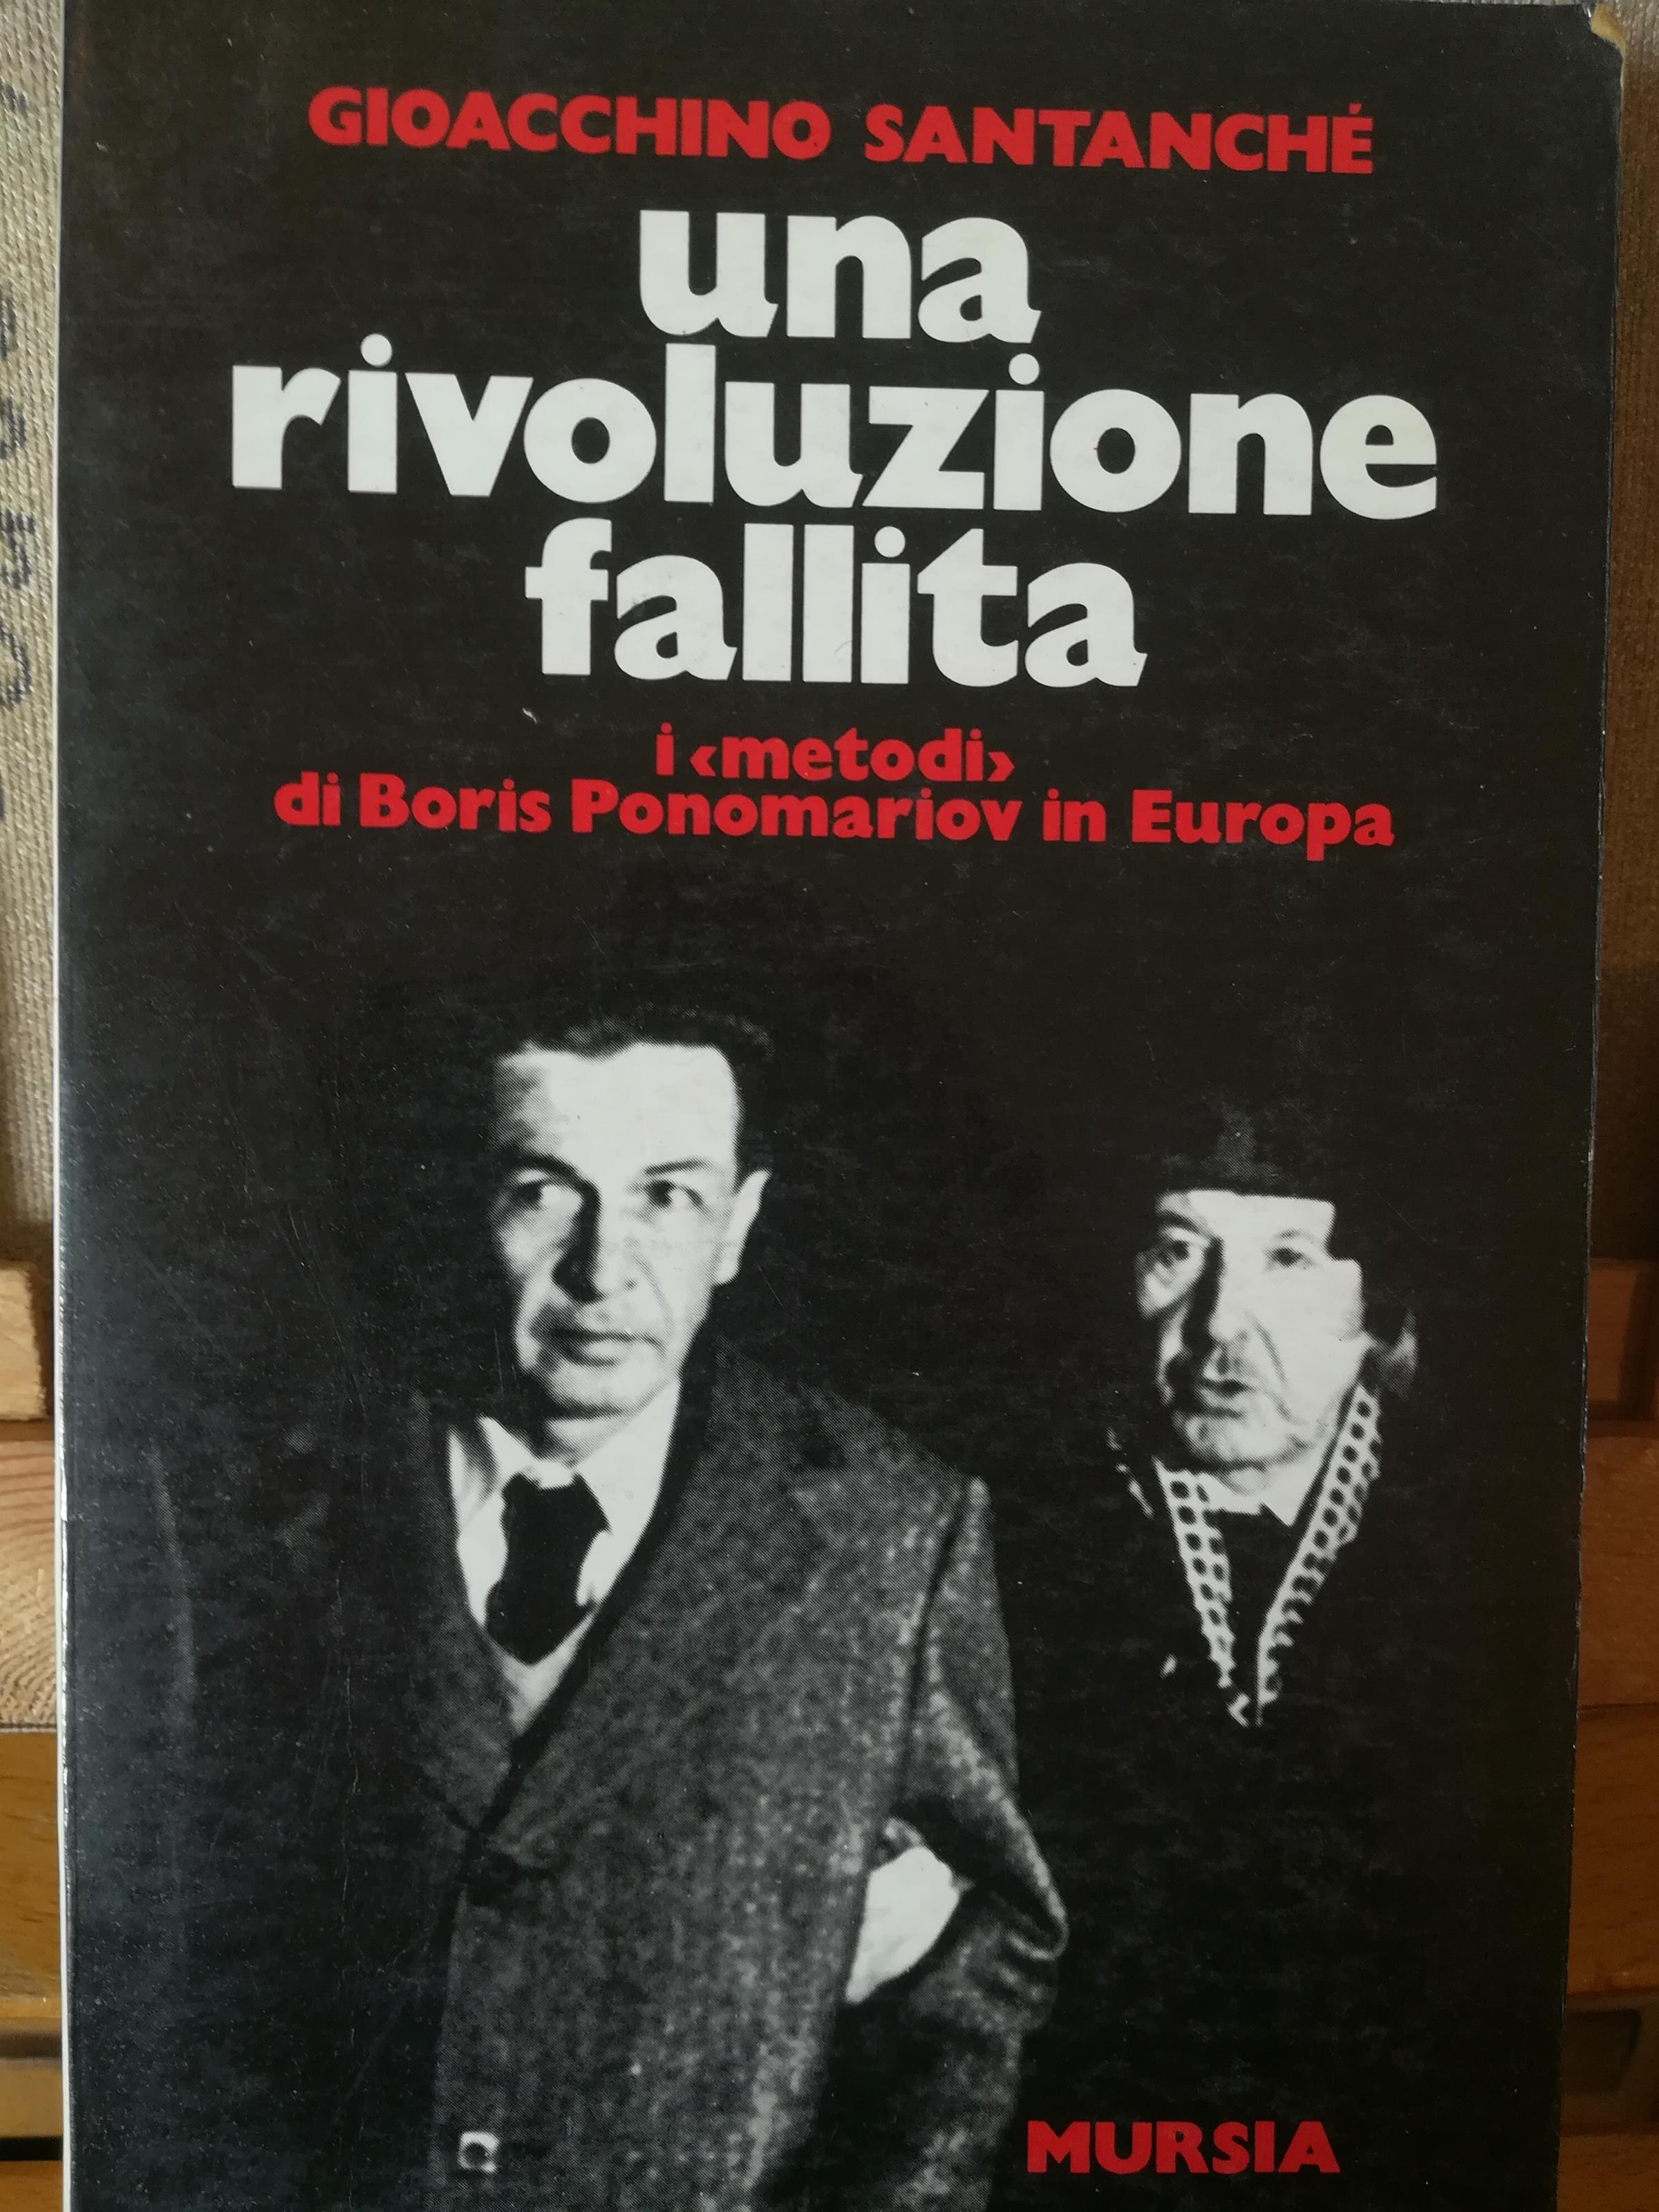 GIOACCHINO SANTANCHÉ
una
rivoluzione
fallita
i ‹metodi›
di Boris Ponomariov in Europa
MURSIA